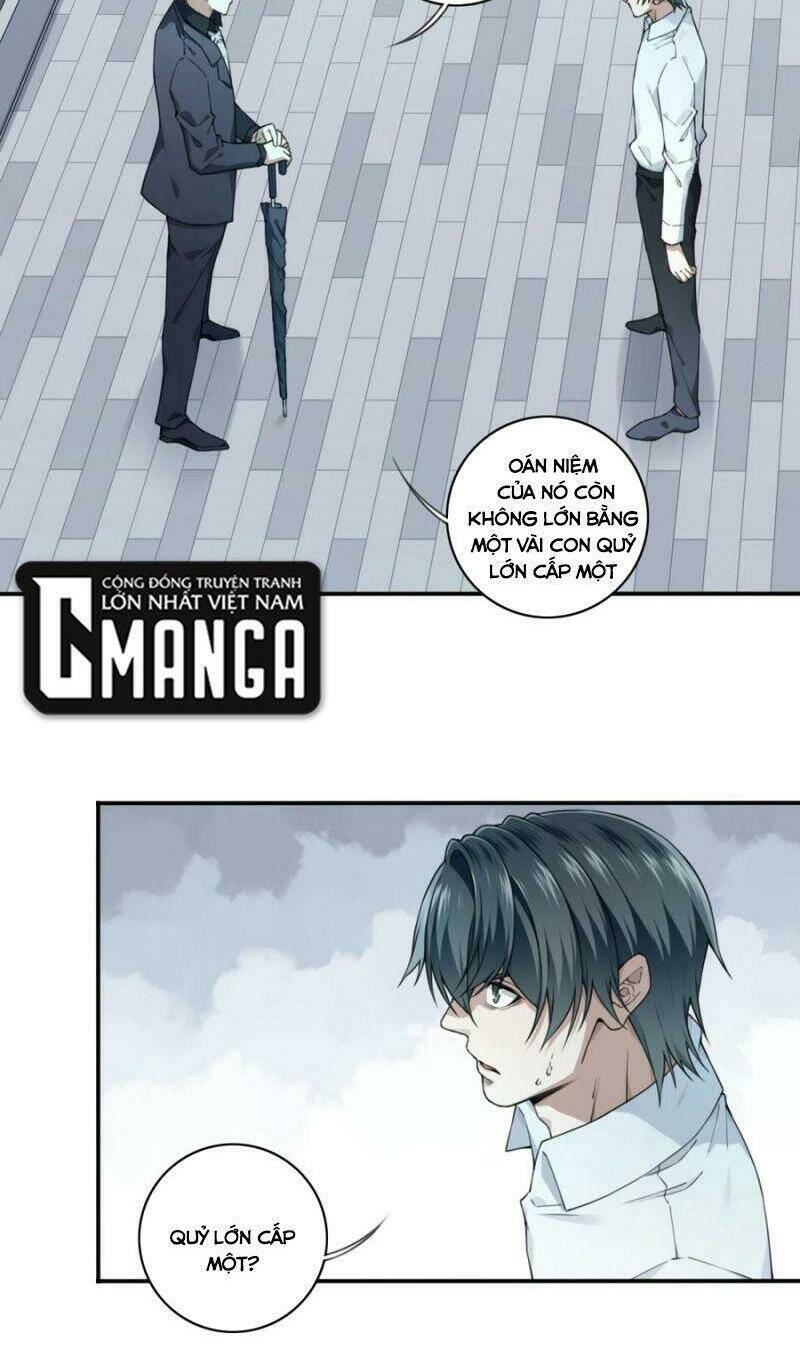 OÁN NIỆM
CỦA NÓ CÒN
KHÔNG LỚN BẰNG
MỘT VÀI CON QUỶ
LỚN CẤP MỘT
CỘNG ĐỒNG TRUYỆN TRANH
LỚN NHẤT VIỆT NAM
CMANGA
QUỶ LỚN CẤP
MỘT?